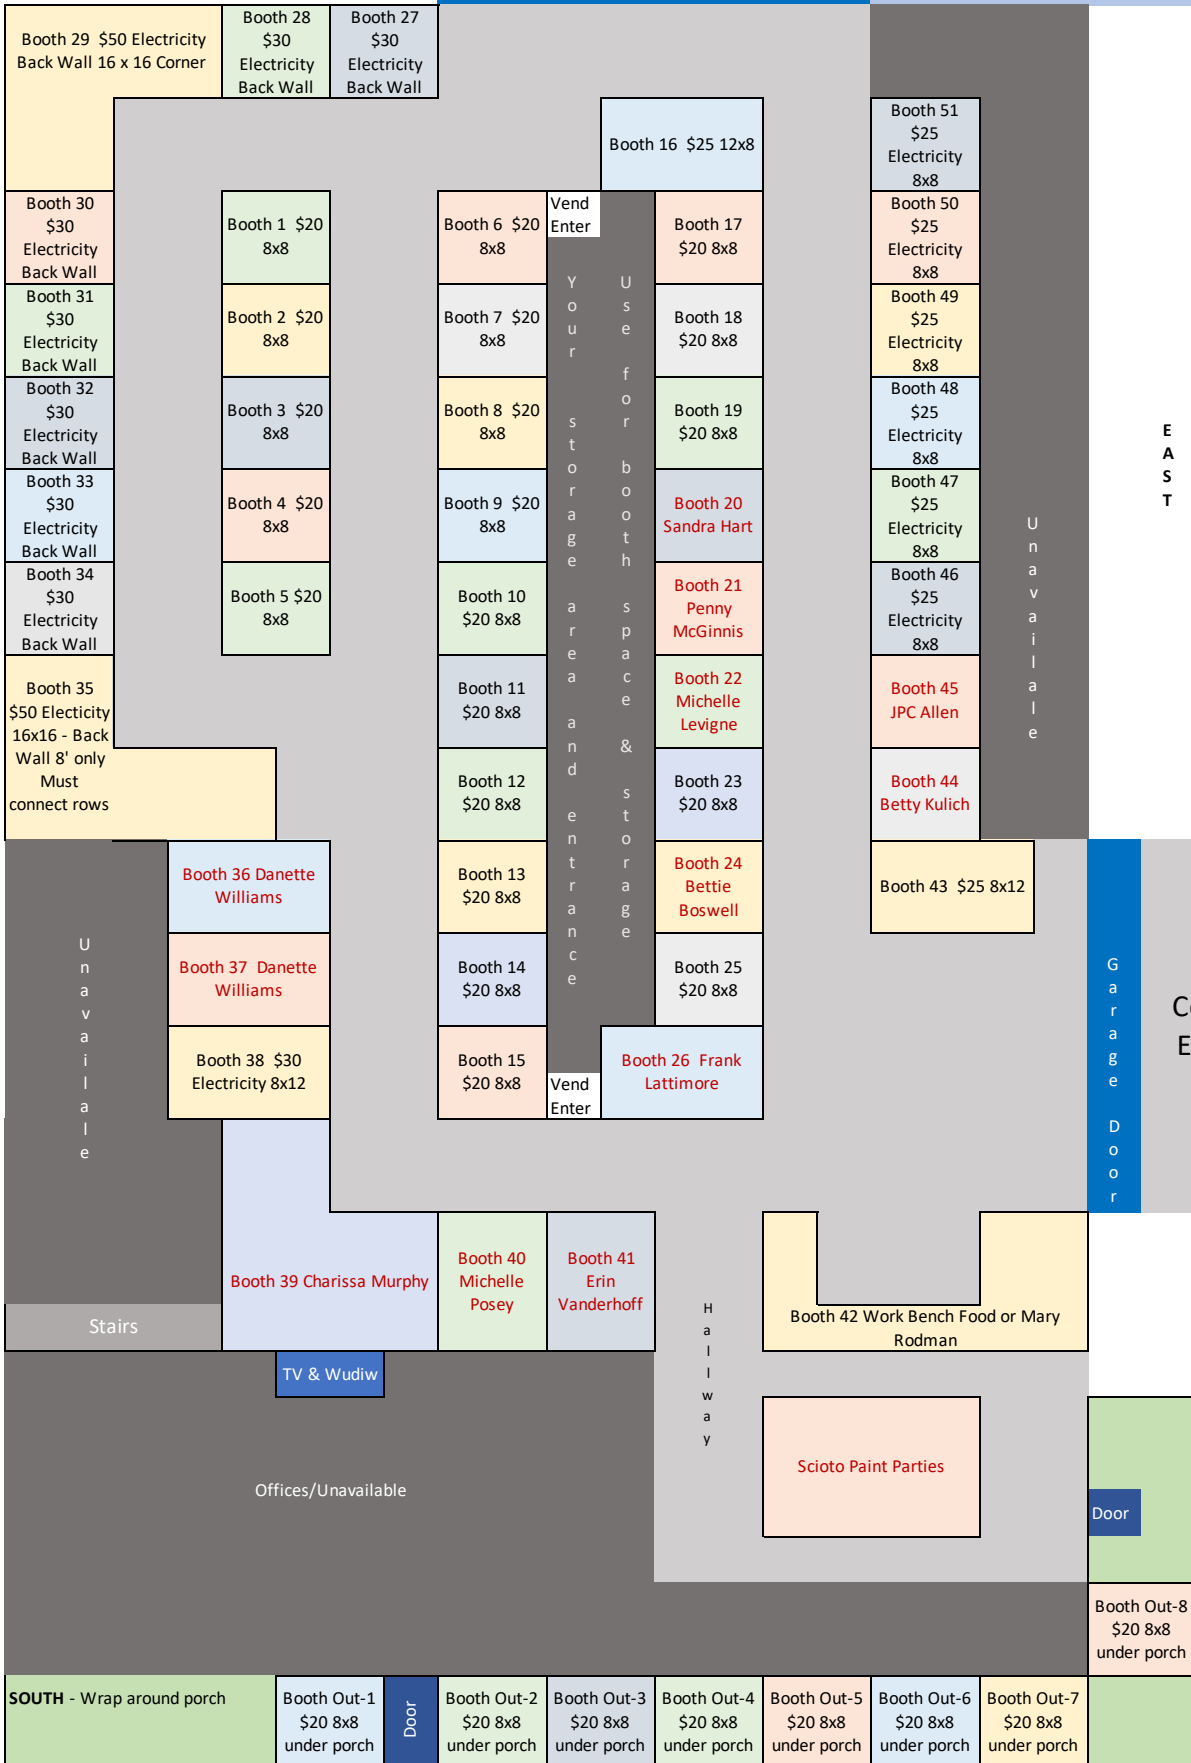 Booth 29  $50 Electricity
Back Wall 16 x 16 Corner
Booth 28
$30
Electricity
Back Wall
Booth 27
$30
Electricity
Back Wall
Booth 16  $25 12x8
Booth 51
$25
Electricity
8x8
Booth 30
$30
Electricity
Back Wall
Booth 1  $20
8x8
Booth 6  $20
8x8
Vend
Enter
Booth 17
$20 8x8
Booth 50
$25
Electricity
8x8
Booth 31
$30
Electricity
Back Wall
Booth 2  $20
8x8
Booth 7  $20
8x8
Your storage area and entrance
Use for booth space & storage
Booth 18
$20 8x8
Booth 49
$25
Electricity
8x8
Booth 32
$30
Electricity
Back Wall
Booth 3  $20
8x8
Booth 8  $20
8x8
Booth 19
$20 8x8
Booth 48
$25
Electricity
8x8
EAST
Booth 33
$30
Electricity
Back Wall
Booth 4  $20
8x8
Booth 9  $20
8x8
Booth 20
Sandra Hart
Booth 47
$25
Electricity
8x8
Unavailale
Booth 34
$30
Electricity
Back Wall
Booth 5 $20
8x8
Booth 10
$20 8x8
Booth 21
Penny
McGinnis
Booth 46
$25
Electricity
8x8
Booth 35
$50 Electicity
16x16 - Back
Wall 8' only
Must
connect rows
Booth 11
$20 8x8
Booth 22
Michelle
Levigne
Booth 45
JPC Allen
Booth 12
$20 8x8
Booth 23
$20 8x8
Booth 44
Betty Kulich
Booth 36 Danette
Williams
Booth 13
$20 8x8
Booth 24
Bettie
Boswell
Booth 43  $25 8x12
Unavailale
Booth 37  Danette
Williams
Booth 14
$20 8x8
Booth 25
$20 8x8
Garage Door
Booth 38  $30
Electricity 8x12
Booth 15
$20 8x8
Vend
Enter
Booth 26  Frank
Lattimore
Booth 39 Charissa Murphy
Booth 40
Michelle
Posey
Booth 41
Erin
Vanderhoff
Hallway
Booth 42 Work Bench Food or Mary
Rodman
Stairs
TV & Wudiw
Scioto Paint Parties
Offices/Unavailable
Door
Booth Out-8
$20 8x8
under porch
SOUTH - Wrap around porch
Booth Out-1
$20 8x8
under porch
Door
Booth Out-2
$20 8x8
under porch
Booth Out-3
$20 8x8
under porch
Booth Out-4
$20 8x8
under porch
Booth Out-5
$20 8x8
under porch
Booth Out-6
$20 8x8
under porch
Booth Out-7
$20 8x8
under porch